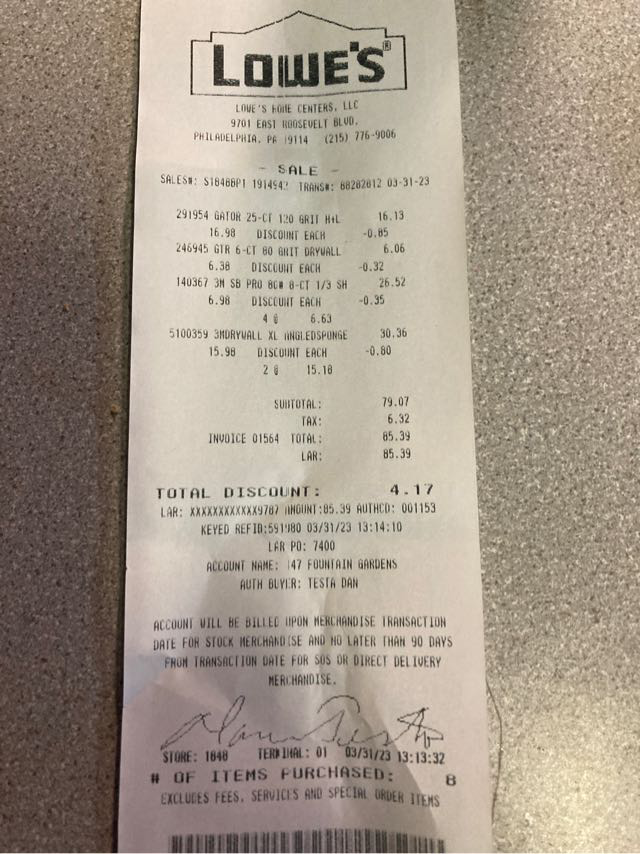 LOWE'S®
LOWE'S HOME CENTERS, LLC
9701 EAST ROOSEVELT BLVD.
PHILADELPHIA, PA 19114 (215) 776-9006
- SALE -
SALES#: S1848BP1 1914942 TRANS#: 88282812 03-31-23
291954 GATOR 25-CT 120 GRIT H+L 16.13
16.98 DISCOUNT EACH -0.85
246945 GTR 6-CT 80 GRIT DRYWALL 6.06
6.38 DISCOUNT EACH -0.32
140367 3M SB PRO 80# 8-CT 1/3 SH 26.52
6.98 DISCOUNT EACH -0.35
4 @ 6.63
5100359 3MDRYWALL XL ANGLEDSPONGE 30.36
15.98 DISCOUNT EACH -0.80
2 @ 15.18
SUBTOTAL: 79.07
TAX: 6.32
INVOICE 01564 TOTAL: 85.39
LAR: 85.39
TOTAL DISCOUNT: 4.17
LAR: XXXXXXXXXXXX9787 AMOUNT:85.39 AUTHCD: 001153
KEYED REFID:591980 03/31/23 13:14:10
LAR PO: 7400
ACCOUNT NAME: 147 FOUNTAIN GARDENS
AUTH BUYER: TESTA DAN
ACCOUNT WILL BE BILLED UPON MERCHANDISE TRANSACTION
DATE FOR STOCK MERCHANDISE AND NO LATER THAN 90 DAYS
FROM TRANSACTION DATE FOR SOS OR DIRECT DELIVERY
MERCHANDISE.
STORE: 1848 TERMINAL: 01 03/31/23 13:13:32
# OF ITEMS PURCHASED: 8
EXCLUDES FEES, SERVICES AND SPECIAL ORDER ITEMS